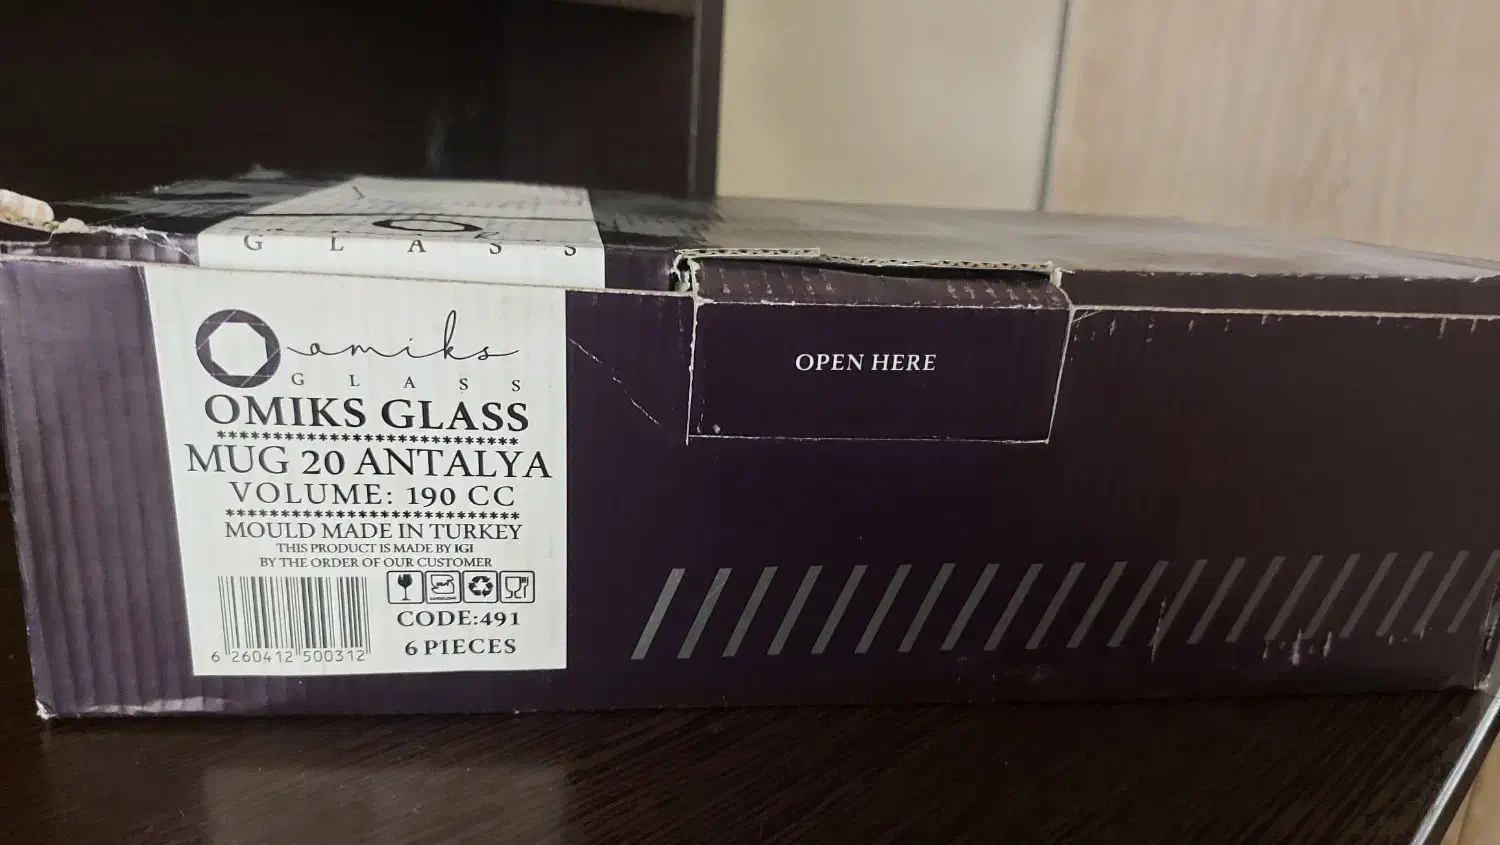 G L A S S
omiks
G L A S S
OMIKS GLASS
*************************
MUG 20 ANTALYA
VOLUME: 190 CC
*************************
MOULD MADE IN TURKEY
THIS PRODUCT IS MADE BY IGI
BY THE ORDER OF OUR CUSTOMER
CODE:491
6 PIECES
6 260412 500312
OPEN HERE